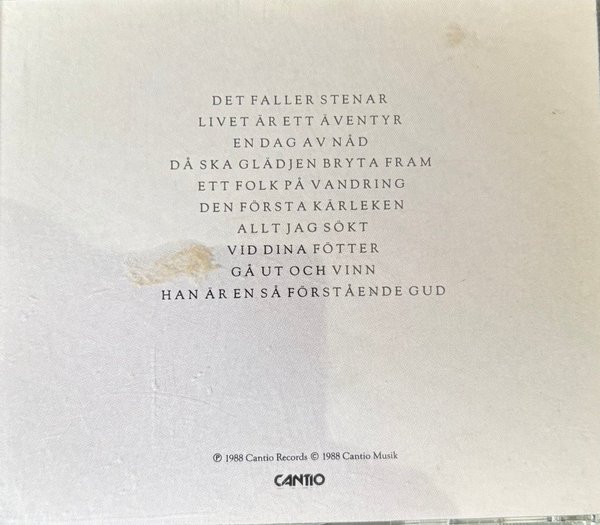 DET FALLER STENAR
LIVET ÄR ETT ÄVENTYR
EN DAG AV NÅD
DÅ SKA GLÄDJEN BRYTA FRAM
ETT FOLK PÅ VANDRING
DEN FÖRSTA KÄRLEKEN
ALLT JAG SÖKT
VID DINA FÖTTER
GÅ UT OCH VINN
HAN ÄR EN SÅ FÖRSTÅENDE GUD
℗ 1988 Cantio Records © 1988 Cantio Musik
CANTIO